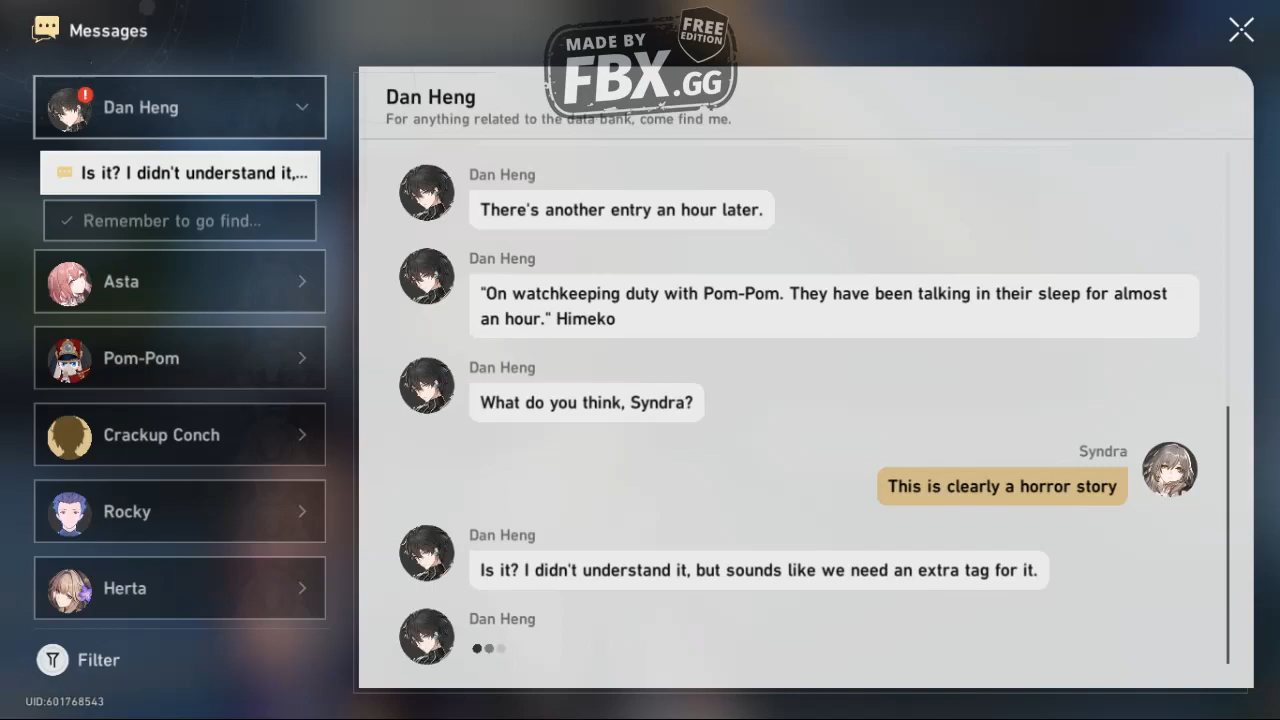 Messages
MADE BY
FREE
EDITION
FBX.GG
Dan Heng
Is it? I didn't understand it,...
Remember to go find...
Asta
Pom-Pom
Crackup Conch
Rocky
Herta
Filter
UID:601768543
Dan Heng
For anything related to the data bank, come find me.
Dan Heng
There's another entry an hour later.
Dan Heng
"On watchkeeping duty with Pom-Pom. They have been talking in their sleep for almost
an hour." Himeko
Dan Heng
What do you think, Syndra?
Syndra
This is clearly a horror story
Dan Heng
Is it? I didn't understand it, but sounds like we need an extra tag for it.
Dan Heng